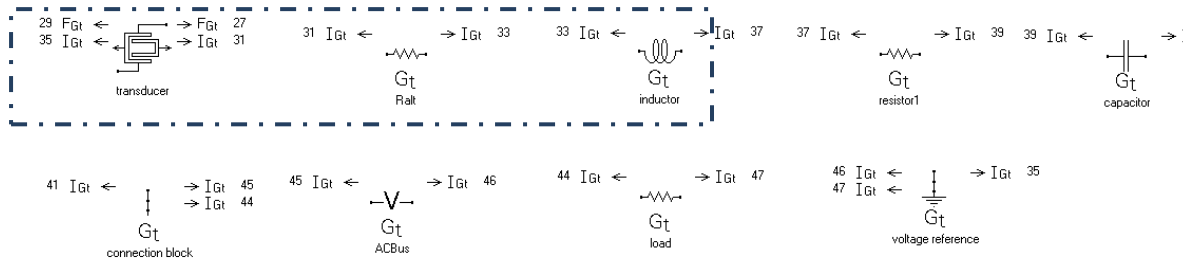 29 FGt FGt 27
35 IGt IGt 31
transducer
31 IGt IGt 33
Gt
Ralt
33 IGt IGt 37
Gt
inductor
37 IGt IGt 39
Gt
resistor1
39 IGt I
Gt
capacitor
41 IGt IGt 45
IGt 44
Gt
connection block
45 IGt IGt 46
V
Gt
ACBus
44 IGt IGt 47
Gt
load
46 IGt IGt 35
47 IGt
Gt
voltage reference